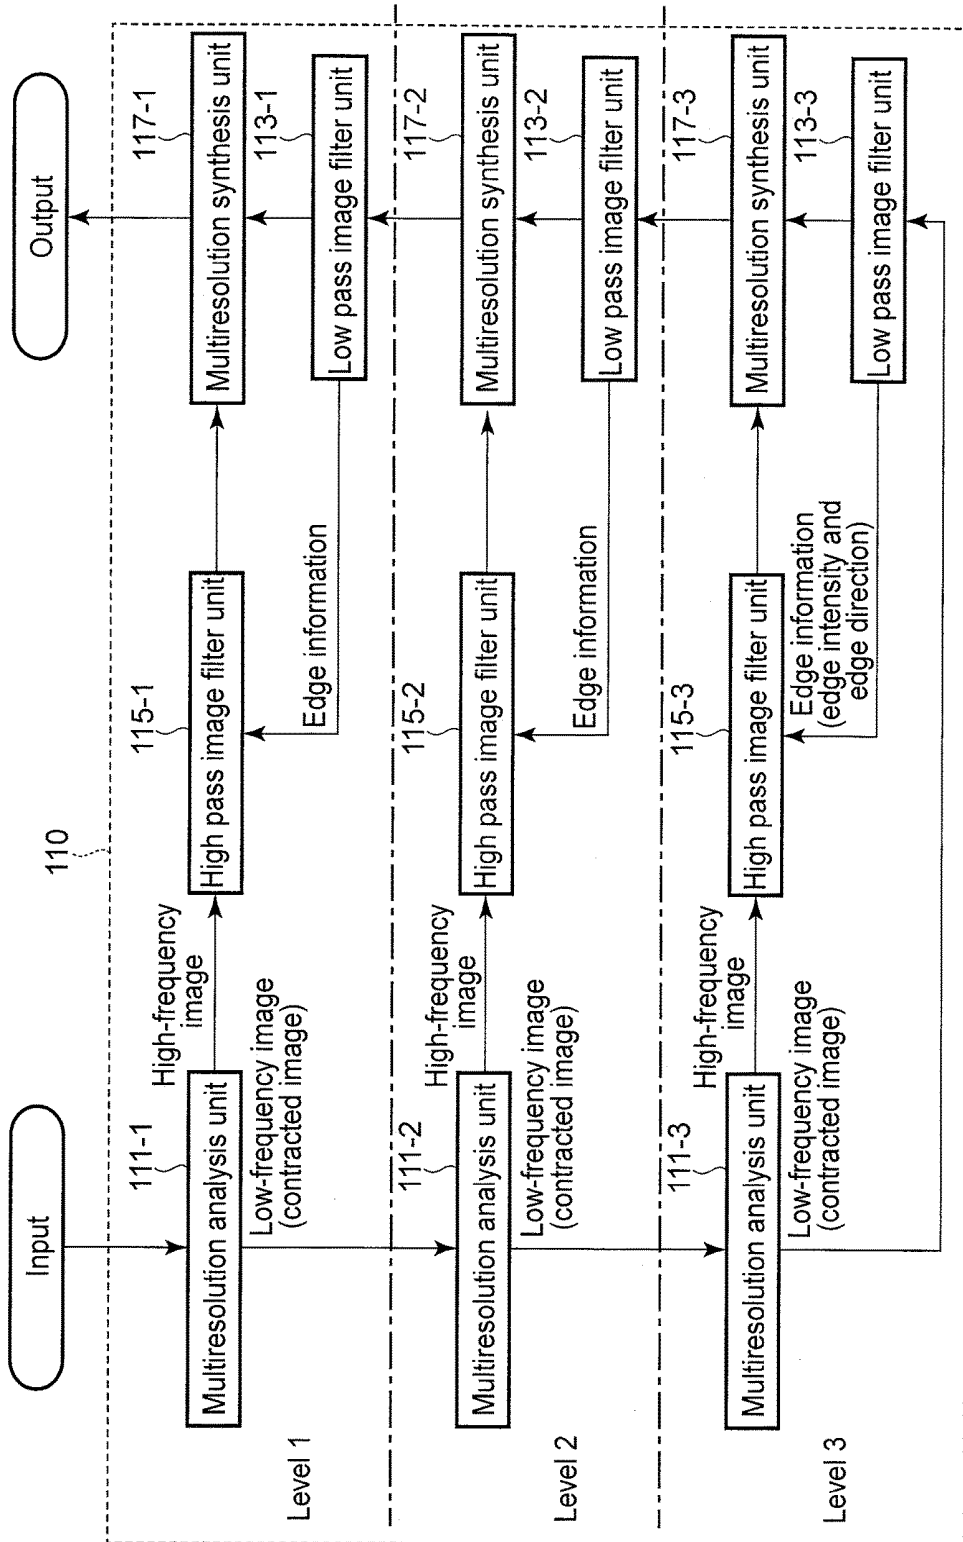 Input
Output
110
111-1
Multiresolution analysis unit
High-frequency
image
Low-frequency image
(contracted image)
115-1
High pass image filter unit
Edge information
117-1
Multiresolution synthesis unit
113-1
Low pass image filter unit
Level 1
111-2
Multiresolution analysis unit
High-frequency
image
Low-frequency image
(contracted image)
115-2
High pass image filter unit
Edge information
117-2
Multiresolution synthesis unit
113-2
Low pass image filter unit
Level 2
111-3
Multiresolution analysis unit
High-frequency
image
Low-frequency image
(contracted image)
115-3
High pass image filter unit
Edge information
(edge intensity and
edge direction)
117-3
Multiresolution synthesis unit
113-3
Low pass image filter unit
Level 3